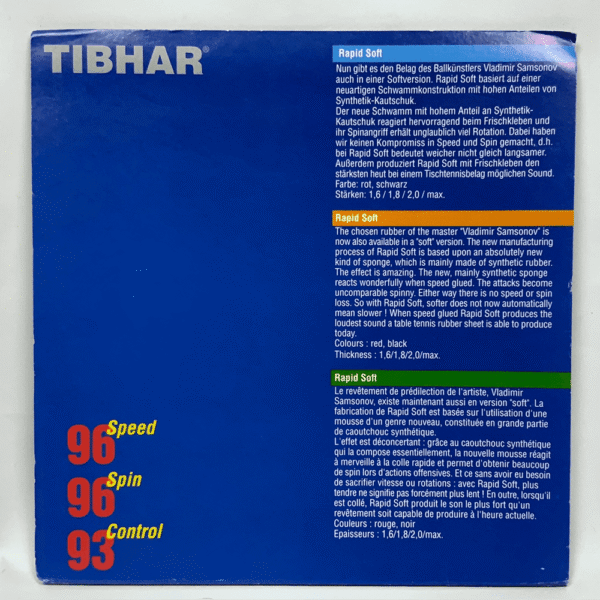 TIBHAR®
Rapid Soft
Nun gibt es den Belag des Ballkünstlers Vladimir Samsonov
auch in einer Softversion. Rapid Soft basiert auf einer
neuartigen Schwammkonstruktion mit hohen Anteilen von
Synthetik-Kautschuk.
Der neue Schwamm mit hohem Anteil an Synthetik-
Kautschuk reagiert hervorragend beim Frischkleben und
ihr Spinangriff erhält unglaublich viel Rotation. Dabei haben
wir keinen Kompromiss in Speed und Spin gemacht, d.h.
bei Rapid Soft bedeutet weicher nicht gleich langsamer.
Außerdem produziert Rapid Soft mit Frischkleben den
stärksten heut bei einem Tischtennisbelag möglichen Sound.
Farbe: rot, schwarz
Stärken: 1,6 / 1,8 / 2,0 / max.
Rapid Soft
The chosen rubber of the master "Vladimir Samsonov" is
now also available in a "soft" version. The new manufacturing
process of Rapid Soft is based upon an absolutely new
kind of sponge, which is mainly made of synthetic rubber.
The effect is amazing. The new, mainly synthetic sponge
reacts wonderfully when speed glued. The attacks become
uncomparable spinny. Either way there is no speed or spin
loss. So with Rapid Soft, softer does not now automatically
mean slower ! When speed glued Rapid Soft produces the
loudest sound a table tennis rubber sheet is able to produce
today.
Colours : red, black
Thickness : 1,6/1,8/2,0/max.
Rapid Soft
Le revêtement de prédilection de l'artiste, Vladimir
Samsonov, existe maintenant aussi en version "soft". La
fabrication de Rapid Soft est basée sur l'utilisation d'une
mousse d'un genre nouveau, constituée en grande partie
de caoutchouc synthétique.
L'effet est déconcertant : grâce au caoutchouc synthétique
qui la compose essentiellement, la nouvelle mousse réagit
à merveille à la colle rapide et permet d'obtenir beaucoup
de spin lors d'actions offensives. Et ce sans avoir eu besoin
de sacrifier vitesse ou rotations : avec Rapid Soft, plus
tendre ne signifie pas forcément plus lent ! En outre, lorsqu'il
est collé, Rapid Soft produit le son le plus fort qu'un
revêtement soit capable de produire à l'heure actuelle.
Couleurs : rouge, noir
Epaisseurs : 1,6/1,8/2,0/max.
96 Speed
96 Spin
93 Control